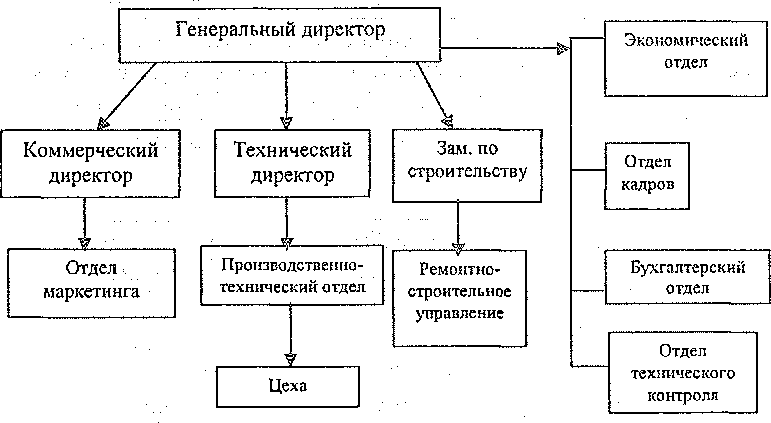 Генеральный директор
Экономический
отдел
Коммерческий
директор
Технический
директор
Зам. по
строительству
Отдел
кадров
Отдел
маркетинга
Производственно-
технический отдел
Ремонтно-
строительное
управление
Бухгалтерский
отдел
Цеха
Отдел
технического
контроля